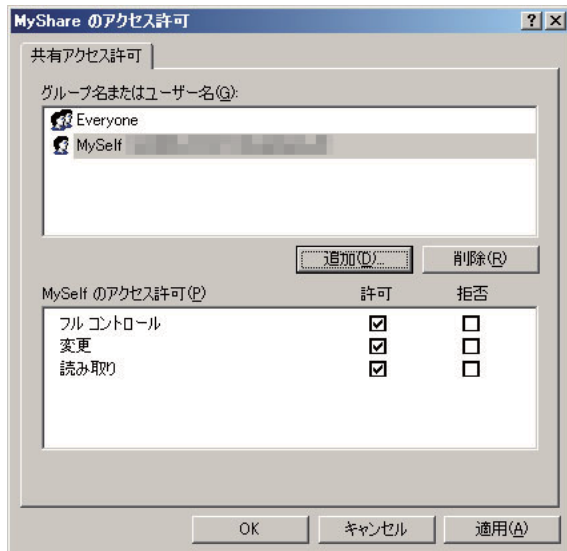 MyShare のアクセス許可
共有アクセス許可
グループ名またはユーザー名(G):
Everyone
MySelf
追加(D)...
削除(R)
MySelf のアクセス許可(P)
許可
拒否
フル コントロール
変更
読み取り
OK
キャンセル
適用(A)